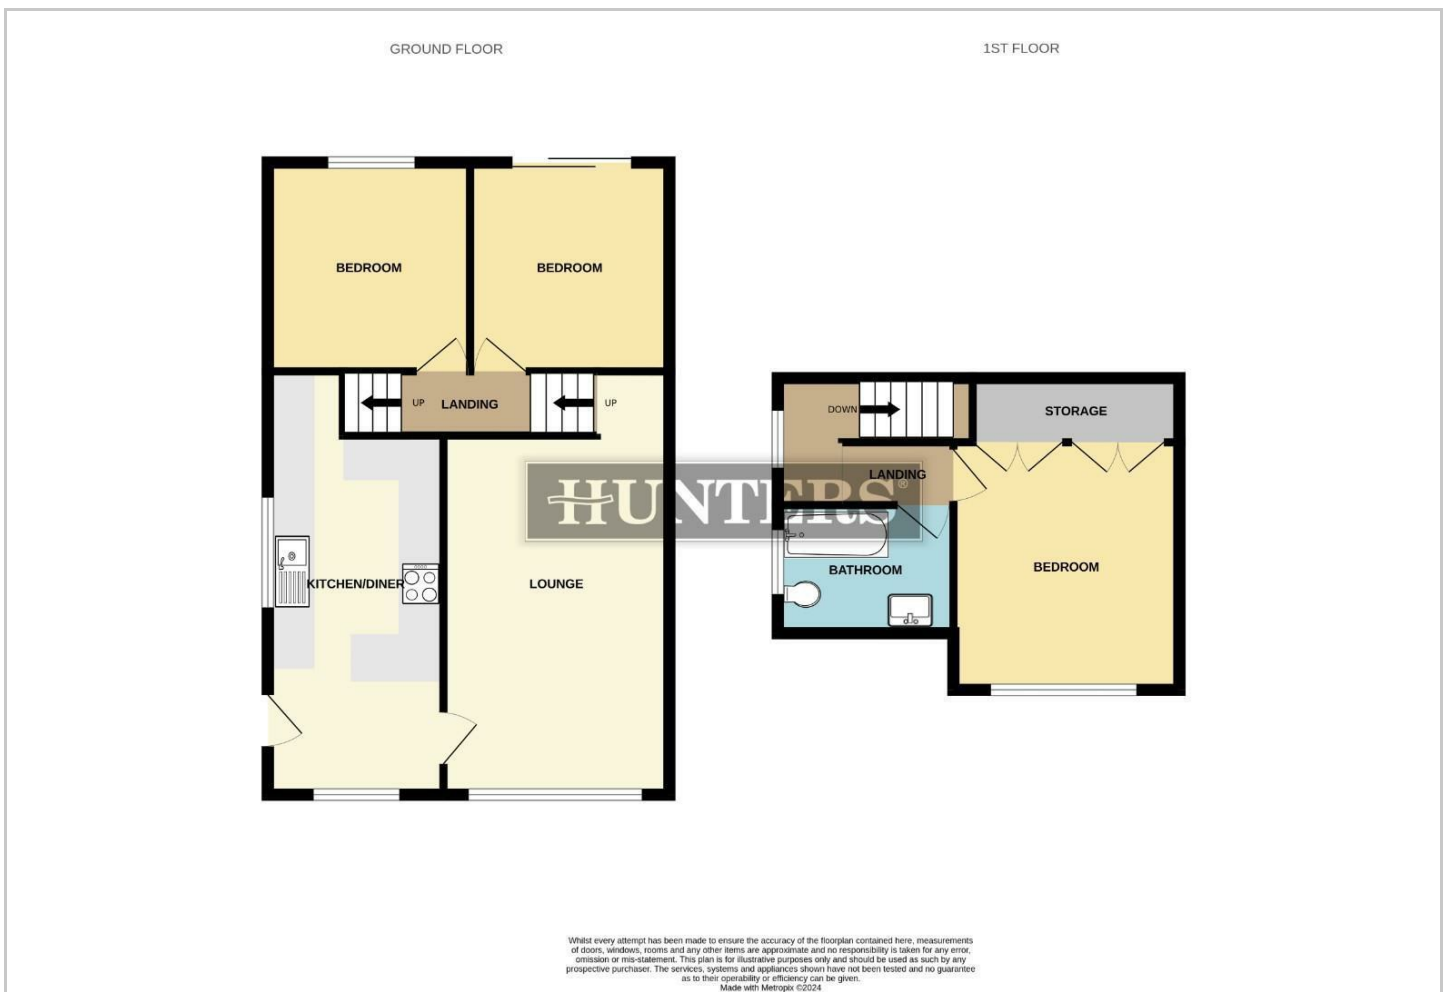 GROUND FLOOR
1ST FLOOR
BEDROOM
BEDROOM
UP
LANDING
UP
KITCHEN/DINER
LOUNGE
DOWN
STORAGE
LANDING
BATHROOM
BEDROOM
HUNTERS®
Whilst every attempt has been made to ensure the accuracy of the floorplan contained here, measurements
of doors, windows, rooms and any other items are approximate and no responsibility is taken for any error,
omission or mis-statement. This plan is for illustrative purposes only and should be used as such by any
prospective purchaser. The services, systems and appliances shown have not been tested and no guarantee
as to their operability or efficiency can be given.
Made with Metropix ©2024